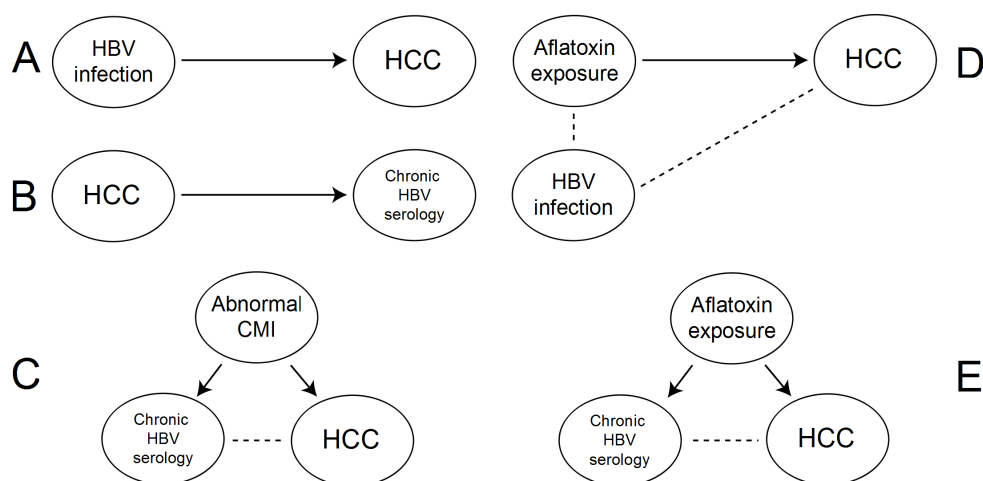 A
HBV
infection
HCC
B
HCC
Chronic
HBV
serology
Aflatoxin
exposure
HCC
D
HBV
infection
C
Abnormal
CMI
Chronic
HBV
serology
HCC
Aflatoxin
exposure
E
Chronic
HBV
serology
HCC